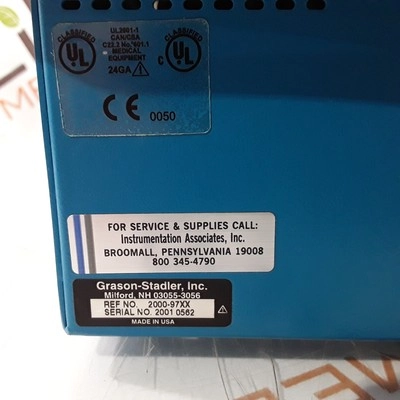 CLASSIFIED
UL
UL2601-1
CAN/CSA
C22.2 No. 601.1
MEDICAL
EQUIPMENT
24GA
C
CLASSIFIED
UL
CE 0050
FOR SERVICE & SUPPLIES CALL:
Instrumentation Associates, Inc.
BROOMALL, PENNSYLVANIA 19008
800 345-4790
Grason-Stadler, Inc.
Milford, NH 03055-3056
REF NO. 2000-97XX
SERIAL NO. 2001 0562
MADE IN USA